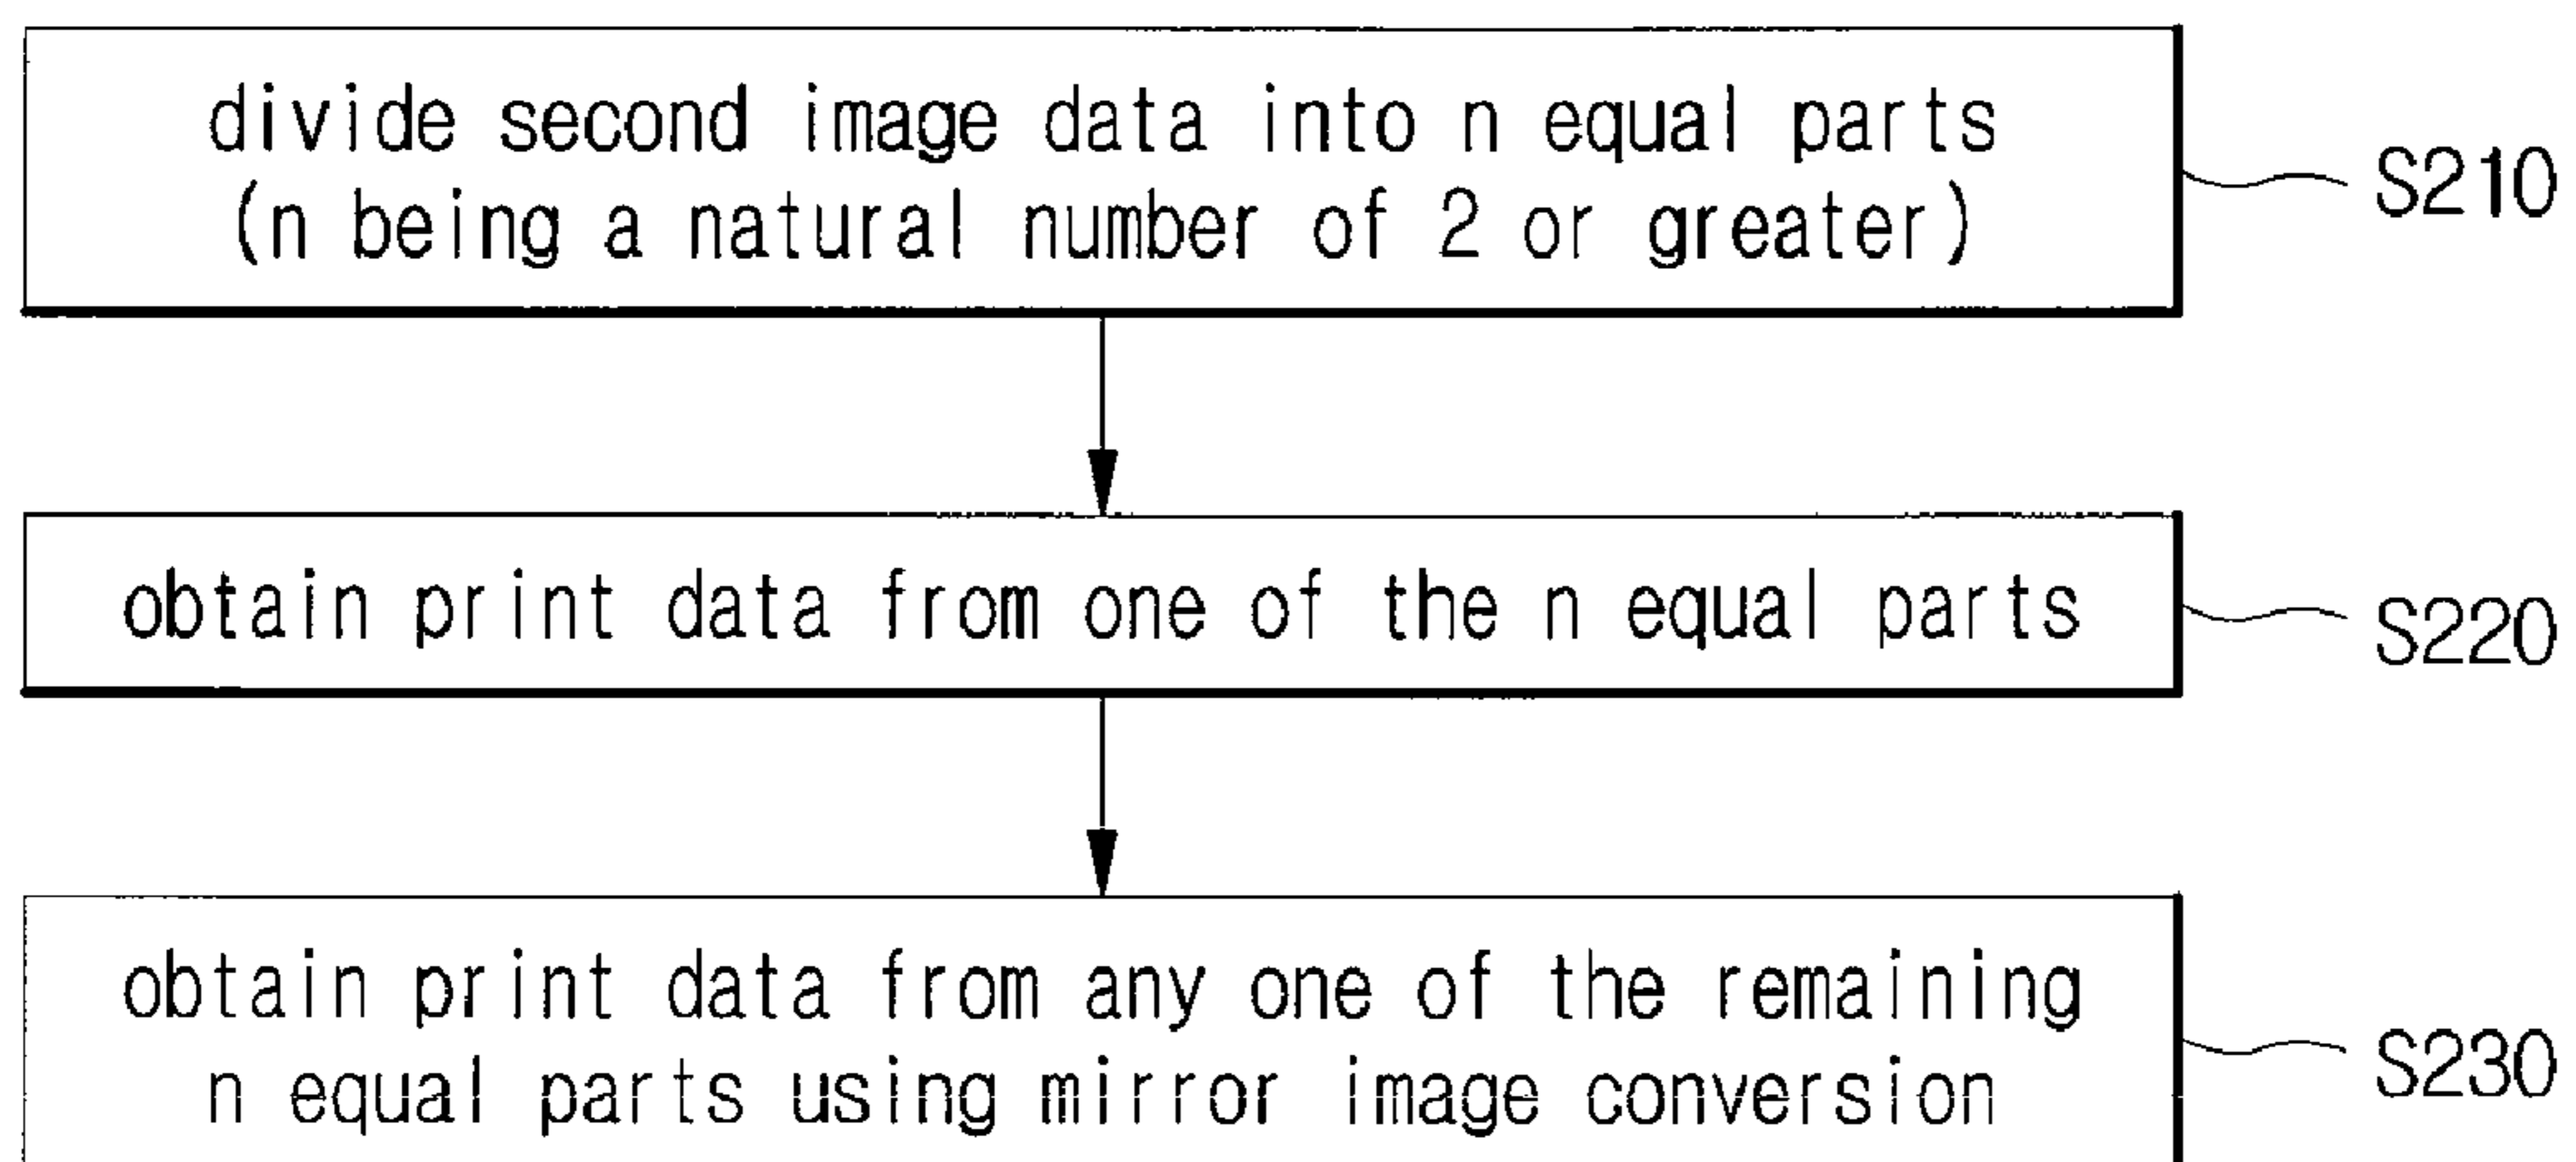 divide second image data into n equal parts
(n being a natural number of 2 or greater)
S210
obtain print data from one of the n equal parts
S220
obtain print data from any one of the remaining
n equal parts using mirror image conversion
S230